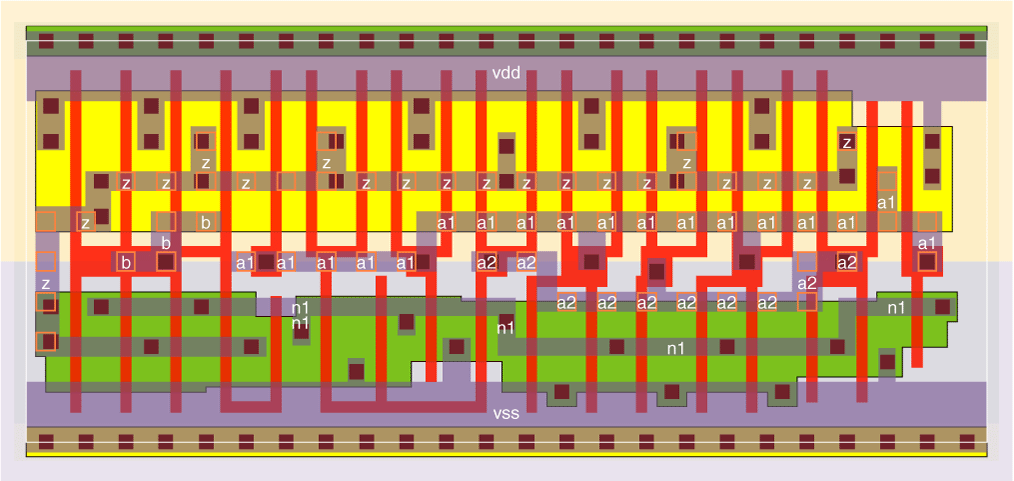 vdd
z
z
z
z
z z z z z z z z z z z z z z z z
a1
z b a1 a1 a1 a1 a1 a1 a1 a1 a1 a1 a1
b a1
b a1 a1 a1 a1 a1 a2 a2 a2
z a2
n1 a2 a2 a2 a2 a2 a2 n1
n1 n1
n1
vss